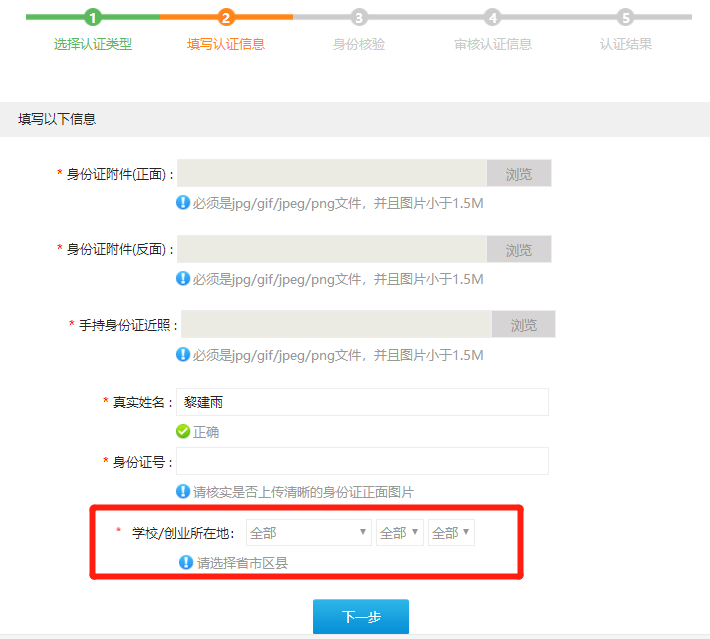 1 2 3 4 5
选择认证类型 填写认证信息 身份核验 审核认证信息 认证结果
填写以下信息
* 身份证附件(正面) : 浏览
必须是jpg/gif/jpeg/png文件，并且图片小于1.5M
* 身份证附件(反面) : 浏览
必须是jpg/gif/jpeg/png文件，并且图片小于1.5M
* 手持身份证近照 : 浏览
必须是jpg/gif/jpeg/png文件，并且图片小于1.5M
* 真实姓名 : 黎建雨
正确
* 身份证号 :
请核实是否上传清晰的身份证正面图片
* 学校/创业所在地： 全部 全部 全部
请选择省市区县
下一步